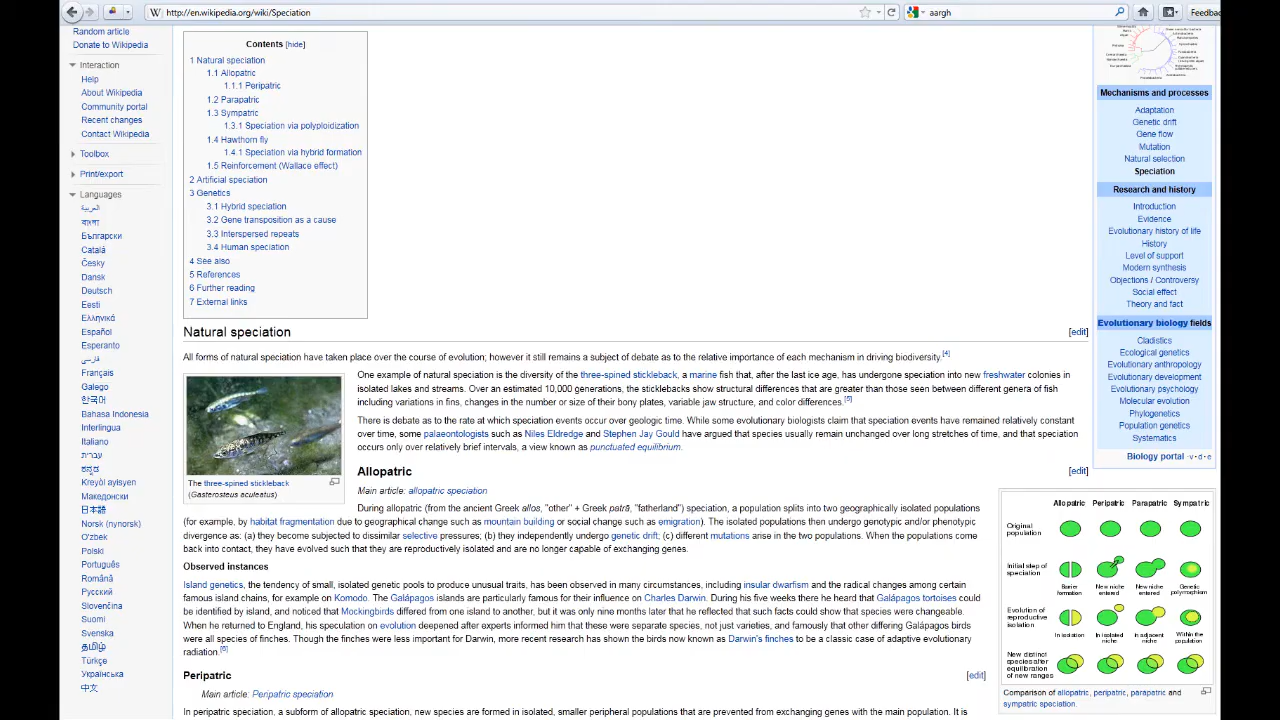 http://en.wikipedia.org/wiki/Speciation
aargh
Feedback
Random article
Donate to Wikipedia
Interaction
Help
About Wikipedia
Community portal
Recent changes
Contact Wikipedia
Toolbox
Print/export
Languages
العربية
বাংলা
Български
Català
Česky
Dansk
Deutsch
Eesti
Ελληνικά
Español
Esperanto
فارسی
Français
Galego
한국어
Bahasa Indonesia
Interlingua
Italiano
עברית
ಕನ್ನಡ
Kreyòl ayisyen
Македонски
日本語
Norsk (nynorsk)
O'zbek
Polski
Português
Română
Русский
Slovenčina
Suomi
Svenska
தமிழ்
Türkçe
Українська
中文
Contents [hide]
1 Natural speciation
1.1 Allopatric
1.1.1 Peripatric
1.2 Parapatric
1.3 Sympatric
1.3.1 Speciation via polyploidization
1.4 Hawthorn fly
1.4.1 Speciation via hybrid formation
1.5 Reinforcement (Wallace effect)
2 Artificial speciation
3 Genetics
3.1 Hybrid speciation
3.2 Gene transposition as a cause
3.3 Interspersed repeats
3.4 Human speciation
4 See also
5 References
6 Further reading
7 External links
Natural speciation [edit]
All forms of natural speciation have taken place over the course of evolution; however it still remains a subject of debate as to the relative importance of each mechanism in driving biodiversity.[4]
One example of natural speciation is the diversity of the three-spined stickleback, a marine fish that, after the last ice age, has undergone speciation into new freshwater colonies in
isolated lakes and streams. Over an estimated 10,000 generations, the sticklebacks show structural differences that are greater than those seen between different genera of fish
including variations in fins, changes in the number or size of their bony plates, variable jaw structure, and color differences.[5]
There is debate as to the rate at which speciation events occur over geologic time. While some evolutionary biologists claim that speciation events have remained relatively constant
over time, some palaeontologists such as Niles Eldredge and Stephen Jay Gould have argued that species usually remain unchanged over long stretches of time, and that speciation
occurs only over relatively brief intervals, a view known as punctuated equilibrium.
The three-spined stickleback
(Gasterosteus aculeatus)
Allopatric [edit]
Main article: allopatric speciation
During allopatric (from the ancient Greek allos, "other" + Greek patrā, "fatherland") speciation, a population splits into two geographically isolated populations
(for example, by habitat fragmentation due to geographical change such as mountain building or social change such as emigration). The isolated populations then undergo genotypic and/or phenotypic
divergence as: (a) they become subjected to dissimilar selective pressures; (b) they independently undergo genetic drift; (c) different mutations arise in the two populations. When the populations come
back into contact, they have evolved such that they are reproductively isolated and are no longer capable of exchanging genes.
Observed instances
Island genetics, the tendency of small, isolated genetic pools to produce unusual traits, has been observed in many circumstances, including insular dwarfism and the radical changes among certain
famous island chains, for example on Komodo. The Galápagos islands are particularly famous for their influence on Charles Darwin. During his five weeks there he heard that Galápagos tortoises could
be identified by island, and noticed that Mockingbirds differed from one island to another, but it was only nine months later that he reflected that such facts could show that species were changeable.
When he returned to England, his speculation on evolution deepened after experts informed him that these were separate species, not just varieties, and famously that other differing Galápagos birds
were all species of finches. Though the finches were less important for Darwin, more recent research has shown the birds now known as Darwin's finches to be a classic case of adaptive evolutionary
radiation.[6]
Peripatric [edit]
Main article: Peripatric speciation
In peripatric speciation, a subform of allopatric speciation, new species are formed in isolated, smaller peripheral populations that are prevented from exchanging genes with the main population. It is
Mechanisms and processes
Adaptation
Genetic drift
Gene flow
Mutation
Natural selection
Speciation
Research and history
Introduction
Evidence
Evolutionary history of life
History
Level of support
Modern synthesis
Objections / Controversy
Social effect
Theory and fact
Evolutionary biology fields
Cladistics
Ecological genetics
Evolutionary anthropology
Evolutionary development
Evolutionary psychology
Molecular evolution
Phylogenetics
Population genetics
Systematics
Biology portal · v · d · e
Allopatric Peripatric Parapatric Sympatric
Original
population
Initial step of
speciation
Barrier
formation
New niche
entered
New niche
entered
Genetic
polymorphism
Evolution of
reproductive
isolation
In isolation
In isolated
niche
In adjacent
niche
Within the
population
New distinct
species after
equilibration
of new ranges
Comparison of allopatric, peripatric, parapatric and
sympatric speciation.